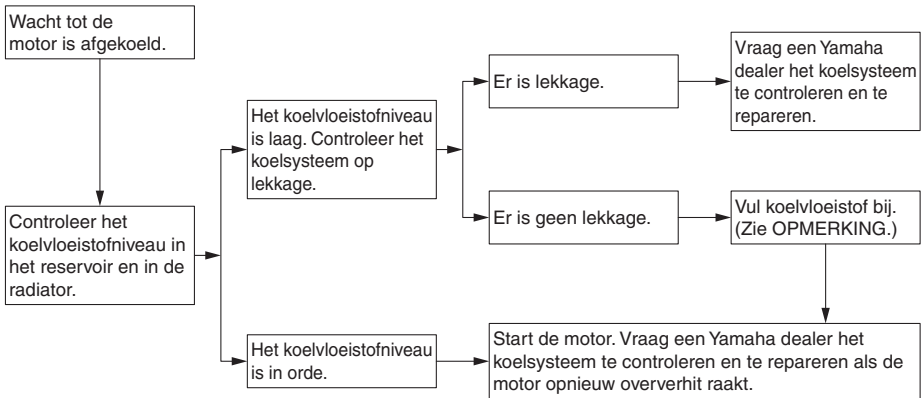 Wacht tot de
motor is afgekoeld.
Controleer het
koelvloeistofniveau in
het reservoir en in de
radiator.
Het koelvloeistofniveau
is laag. Controleer het
koelsysteem op
lekkage.
Er is lekkage.
Vraag een Yamaha
dealer het koelsysteem
te controleren en te
repareren.
Er is geen lekkage.
Vul koelvloeistof bij.
(Zie OPMERKING.)
Het koelvloeistofniveau
is in orde.
Start de motor. Vraag een Yamaha dealer het
koelsysteem te controleren en te repareren als de
motor opnieuw oververhit raakt.